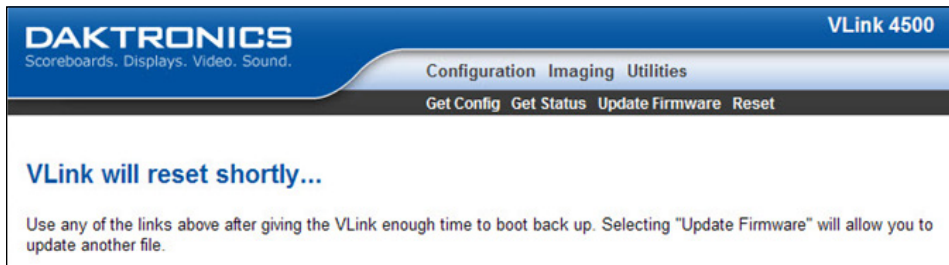 VLink 4500
DAKTRONICS
Scoreboards. Displays. Video. Sound.
Configuration Imaging Utilities
Get Config Get Status Update Firmware Reset
VLink will reset shortly...
Use any of the links above after giving the VLink enough time to boot back up. Selecting "Update Firmware" will allow you to
update another file.